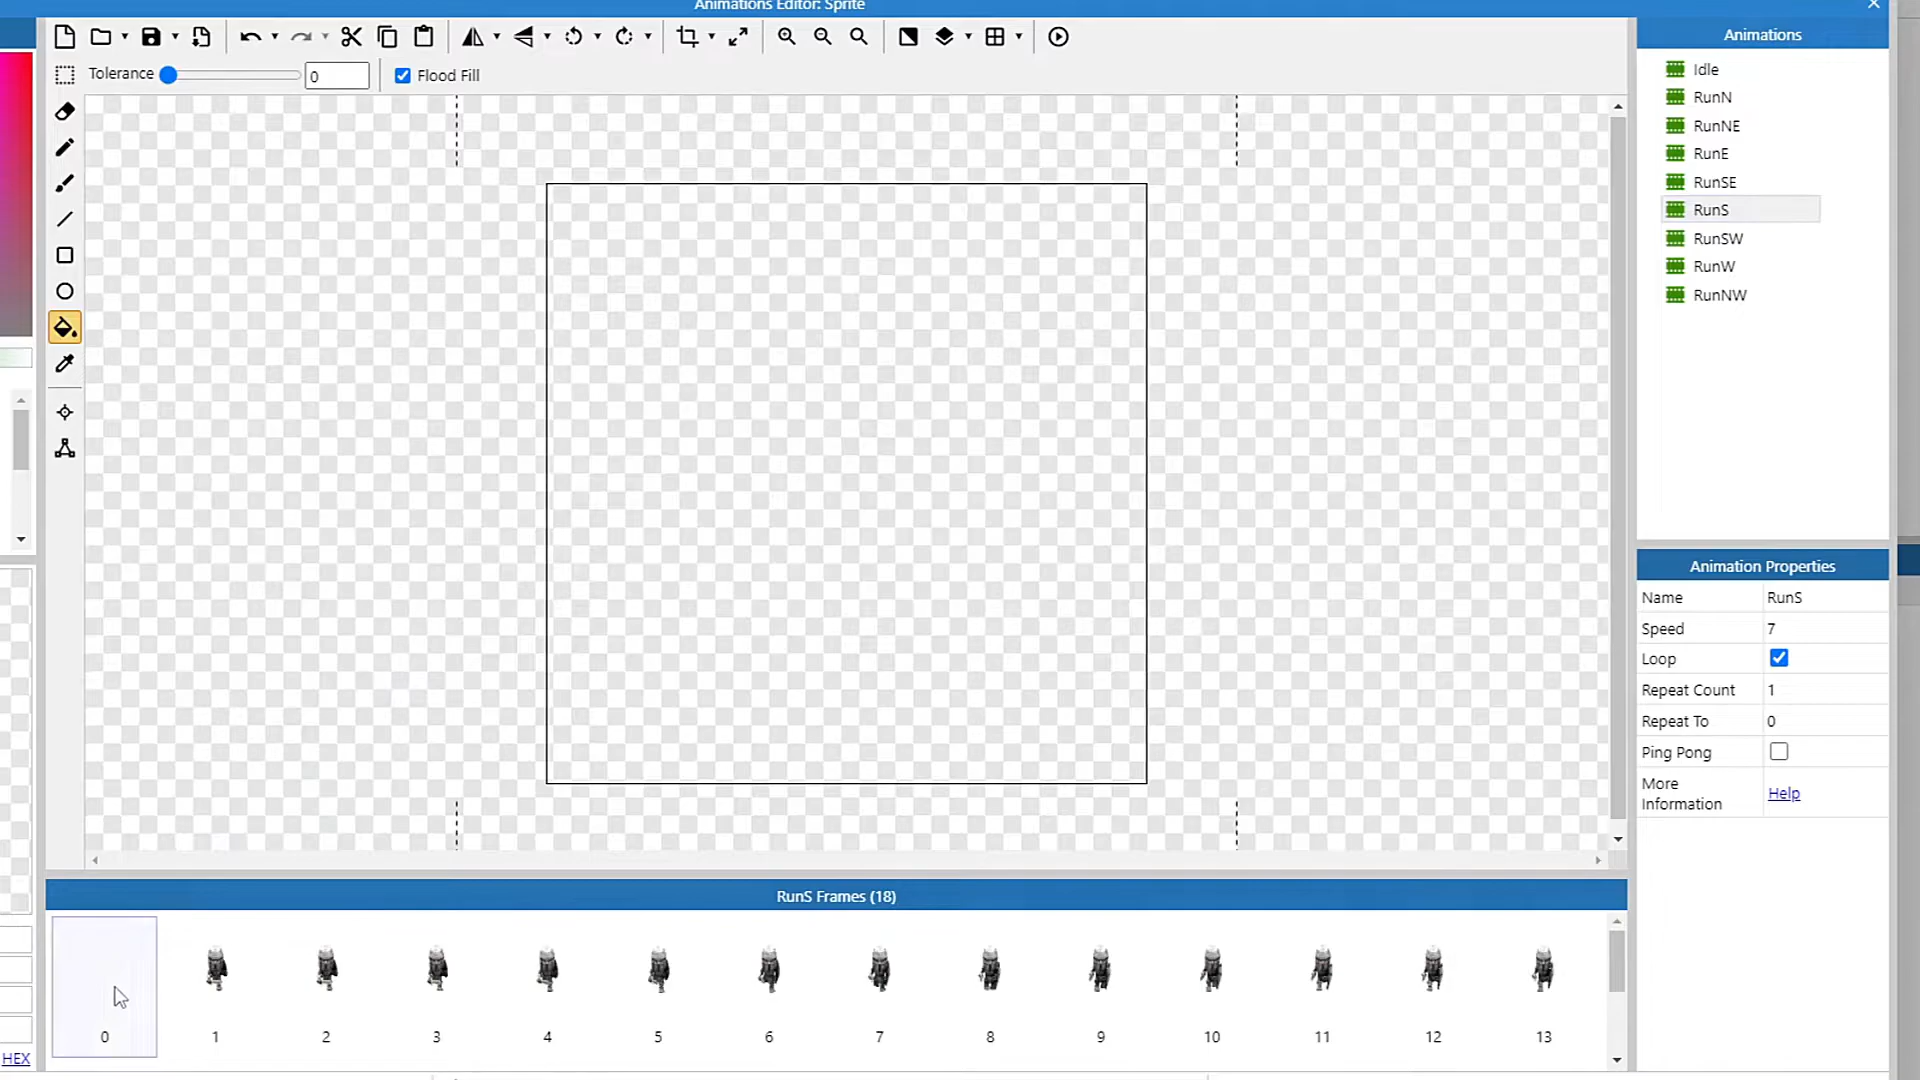 Animations Editor: Sprite
Tolerance
0
Flood Fill
Animations
Idle
RunN
RunNE
RunE
RunSE
RunS
RunSW
RunW
RunNW
Animation Properties
Name RunS
Speed 7
Loop
Repeat Count 1
Repeat To 0
Ping Pong
More
Information Help
RunS Frames (18)
0 1 2 3 4 5 6 7 8 9 10 11 12 13
HEX